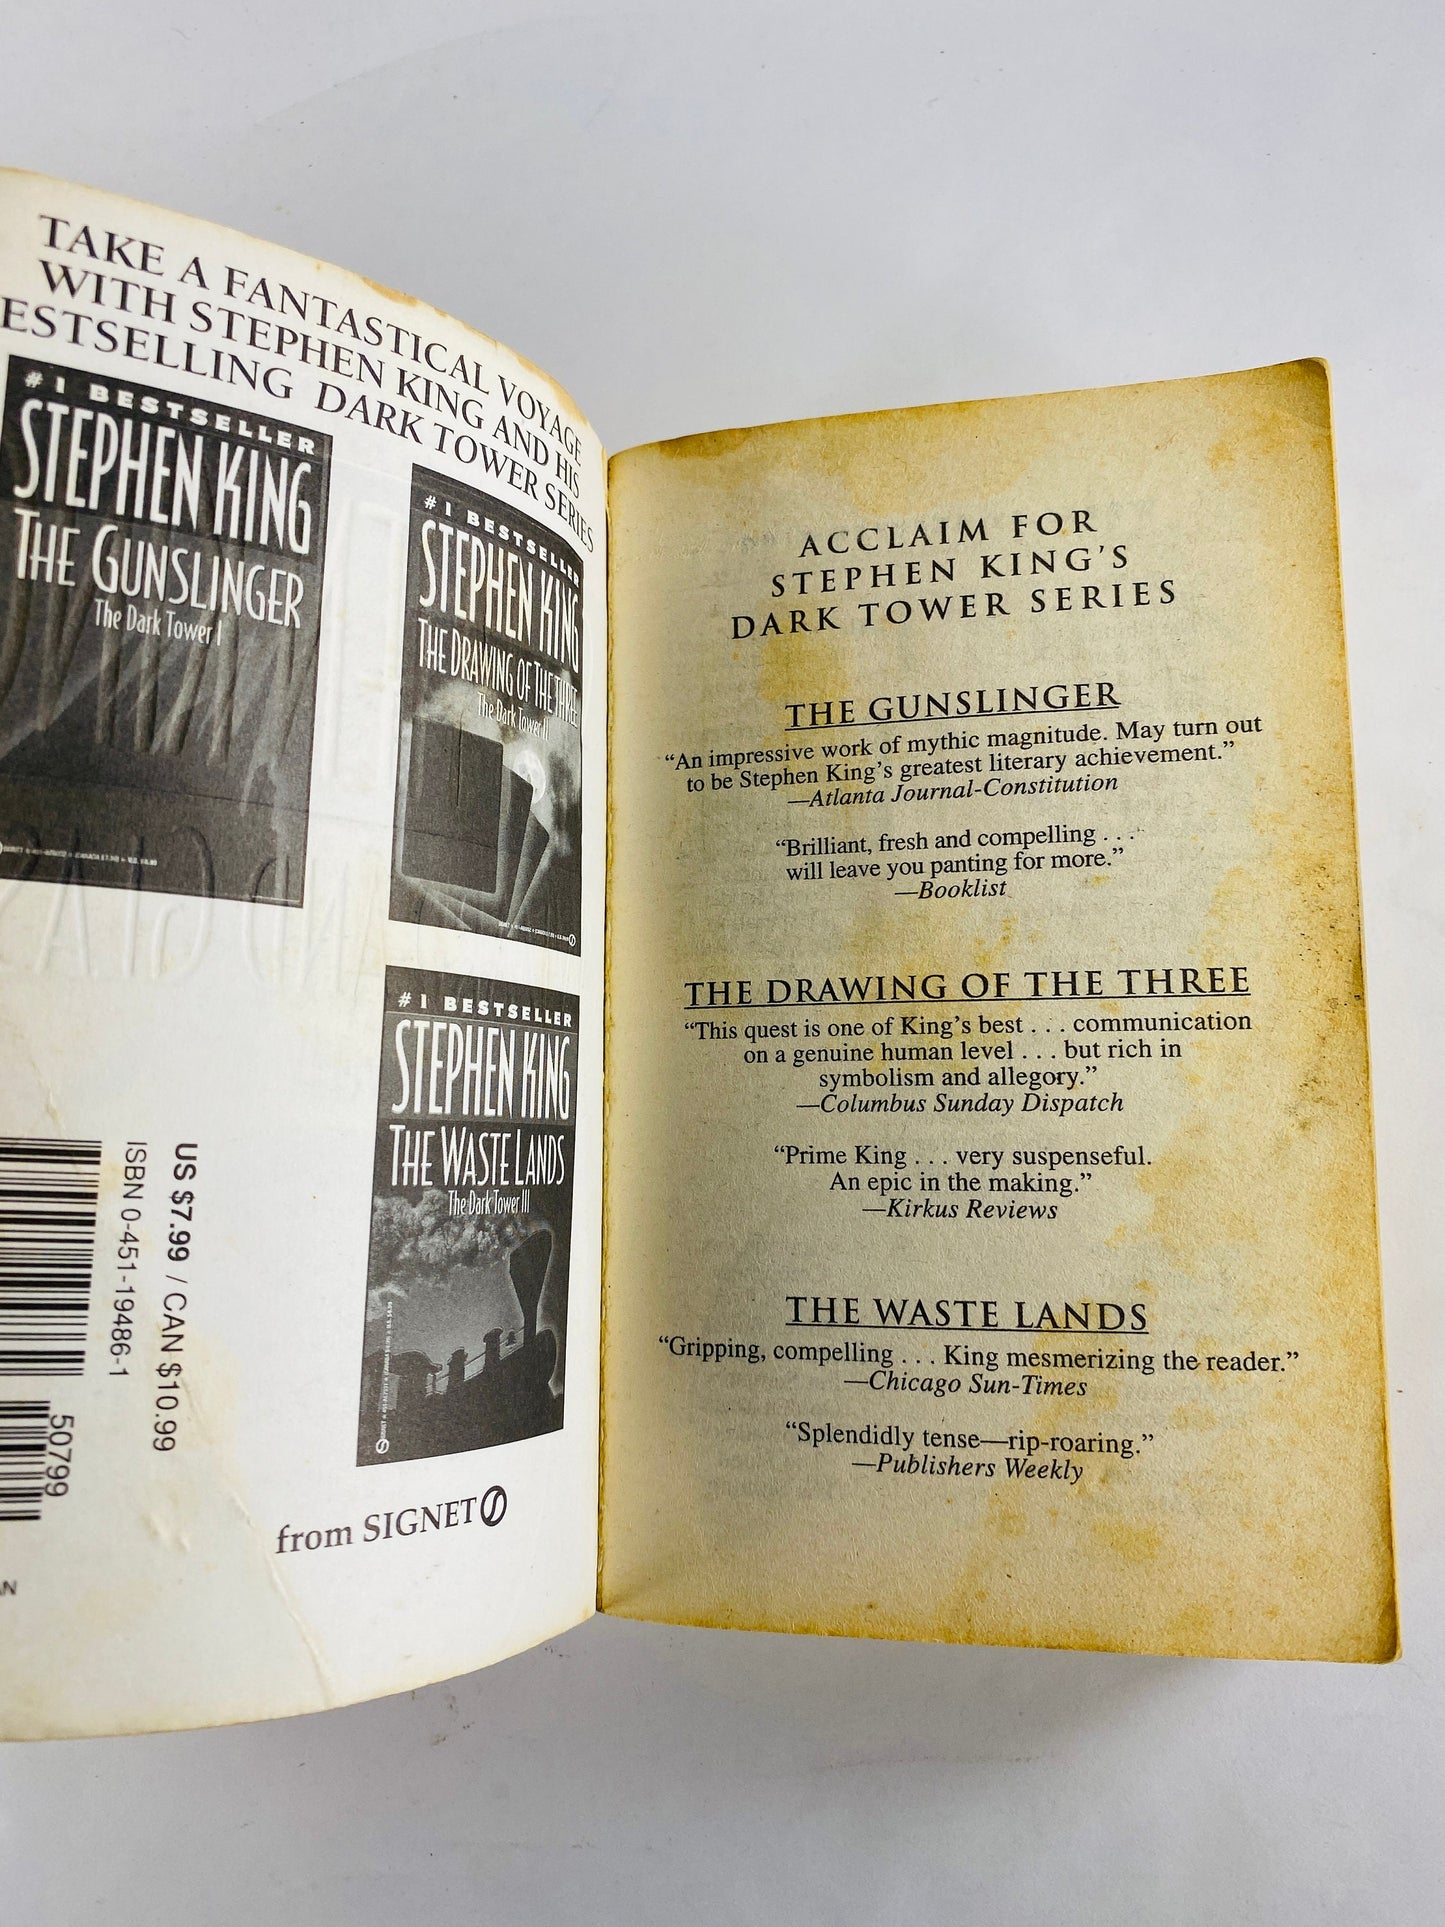 TAKE A FANTASTICAL VOYAGE
WITH STEPHEN KING AND HIS
ESTSELLING DARK TOWER SERIES
#1 BESTSELLER
STEPHEN KING
THE GUNSLINGER
The Dark Tower I
#1 BESTSELLER
STEPHEN KING
THE DRAWING OF THE THREE
The Dark Tower II
#1 BESTSELLER
STEPHEN KING
THE WASTE LANDS
The Dark Tower III
US $7.99 / CAN $10.99
ISBN 0-451-19486-1
50799
from SIGNET
ACCLAIM FOR
STEPHEN KING'S
DARK TOWER SERIES
THE GUNSLINGER
“An impressive work of mythic magnitude. May turn out
to be Stephen King’s greatest literary achievement.”
—Atlanta Journal-Constitution
“Brilliant, fresh and compelling . . .
will leave you panting for more.”
—Booklist
THE DRAWING OF THE THREE
“This quest is one of King’s best . . . communication
on a genuine human level . . . but rich in
symbolism and allegory.”
—Columbus Sunday Dispatch
“Prime King . . . very suspenseful.
An epic in the making.”
—Kirkus Reviews
THE WASTE LANDS
“Gripping, compelling . . . King mesmerizing the reader.”
—Chicago Sun-Times
“Splendidly tense—rip-roaring.”
—Publishers Weekly